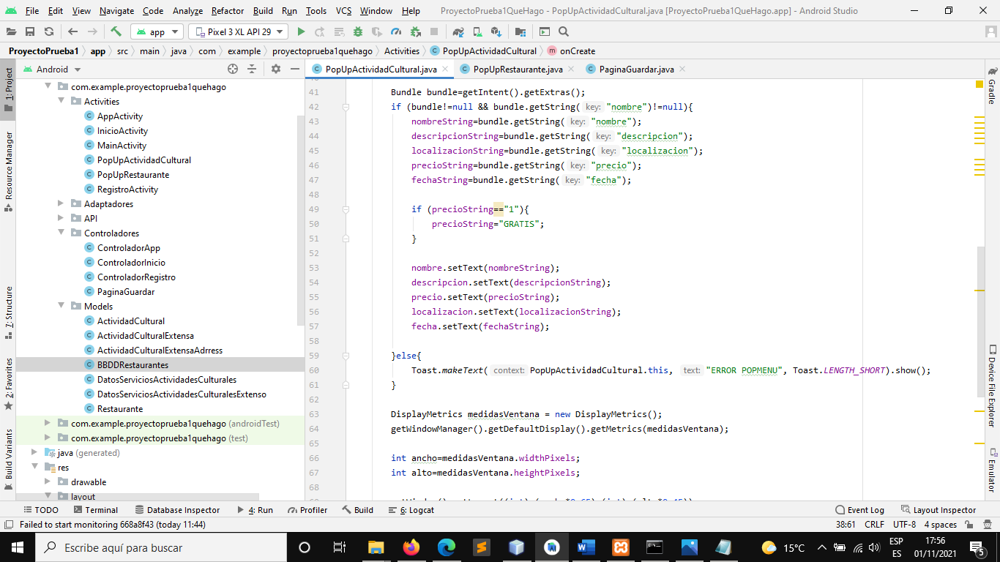 File Edit View Navigate Code Analyze Refactor Build Run Tools VCS Window Help ProyectoPrueba1QueHago - PopUpActividadCultural.java [ProyectoPrueba1QueHago.app] - Android Studio
app Pixel 3 XL API 29
ProyectoPrueba1 app src main java com example proyectoprueba1quehago Activities PopUpActividadCultural m onCreate
1: Project
Resource Manager
7: Structure
2: Favorites
Build Variants
Android
com.example.proyectoprueba1quehago
Activities
AppActivity
InicioActivity
MainActivity
PopUpActividadCultural
PopUpRestaurante
RegistroActivity
Adaptadores
API
Controladores
ControladorApp
ControladorInicio
ControladorRegistro
PaginaGuardar
Models
ActividadCultural
ActividadCulturalExtensa
ActividadCulturalExtensaAdrress
BBDDRestaurantes
DatosServiciosActividadesCulturales
DatosServiciosActividadesCulturalesExtenso
Restaurante
com.example.proyectoprueba1quehago (androidTest)
com.example.proyectoprueba1quehago (test)
java (generated)
res
drawable
layout
PopUpActividadCultural.java PopUpRestaurante.java PaginaGuardar.java
41 Bundle bundle=getIntent().getExtras();
42 if (bundle!=null && bundle.getString( key: "nombre")!=null){
43 nombreString=bundle.getString( key: "nombre");
44 descripcionString=bundle.getString( key: "descripcion");
45 localizacionString=bundle.getString( key: "localizacion");
46 precioString=bundle.getString( key: "precio");
47 fechaString=bundle.getString( key: "fecha");
48
49 if (precioString=="1"){
50 precioString="GRATIS";
51 }
52
53 nombre.setText(nombreString);
54 descripcion.setText(descripcionString);
55 precio.setText(precioString);
56 localizacion.setText(localizacionString);
57 fecha.setText(fechaString);
58
59 }else{
60 Toast.makeText( context: PopUpActividadCultural.this, text: "ERROR POPMENU", Toast.LENGTH_SHORT).show();
61 }
62
63 DisplayMetrics medidasVentana = new DisplayMetrics();
64 getWindowManager().getDefaultDisplay().getMetrics(medidasVentana);
65
66 int ancho=medidasVentana.widthPixels;
67 int alto=medidasVentana.heightPixels;
68
Gradle
Device File Explorer
Emulator
TODO Terminal Database Inspector 4: Run Profiler Build 6: Logcat Event Log Layout Inspector
Failed to start monitoring 668a8f43 (today 11:44) 38:61 CRLF UTF-8 4 spaces
Escribe aquí para buscar
15°C
ESP
ES
17:56
01/11/2021
5